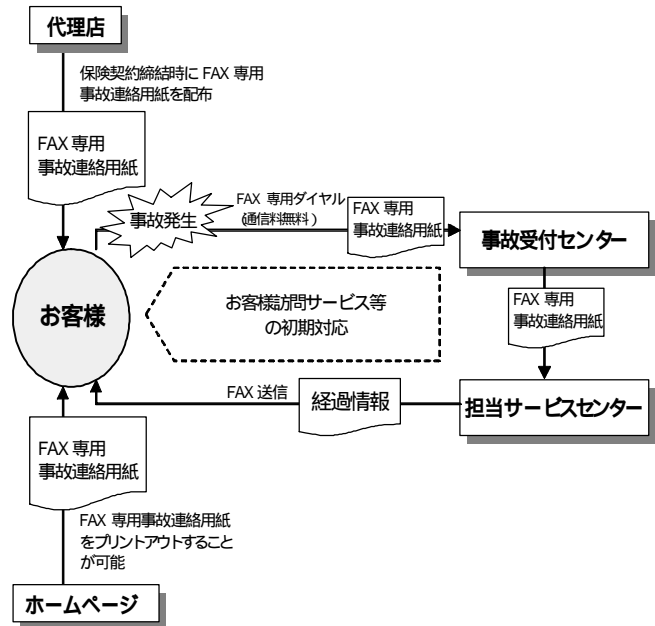 代理店
保険契約締結時に FAX 専用
事故連絡用紙を配布
FAX 専用
事故連絡用紙
事故発生
FAX 専用ダイヤル
(通信料無料)
FAX 専用
事故連絡用紙
事故受付センター
お客様
お客様訪問サービス等
の初期対応
FAX 専用
事故連絡用紙
FAX 送信
経過情報
担当サービスセンター
FAX 専用
事故連絡用紙
FAX 専用事故連絡用紙
をプリントアウトすること
が可能
ホームページ